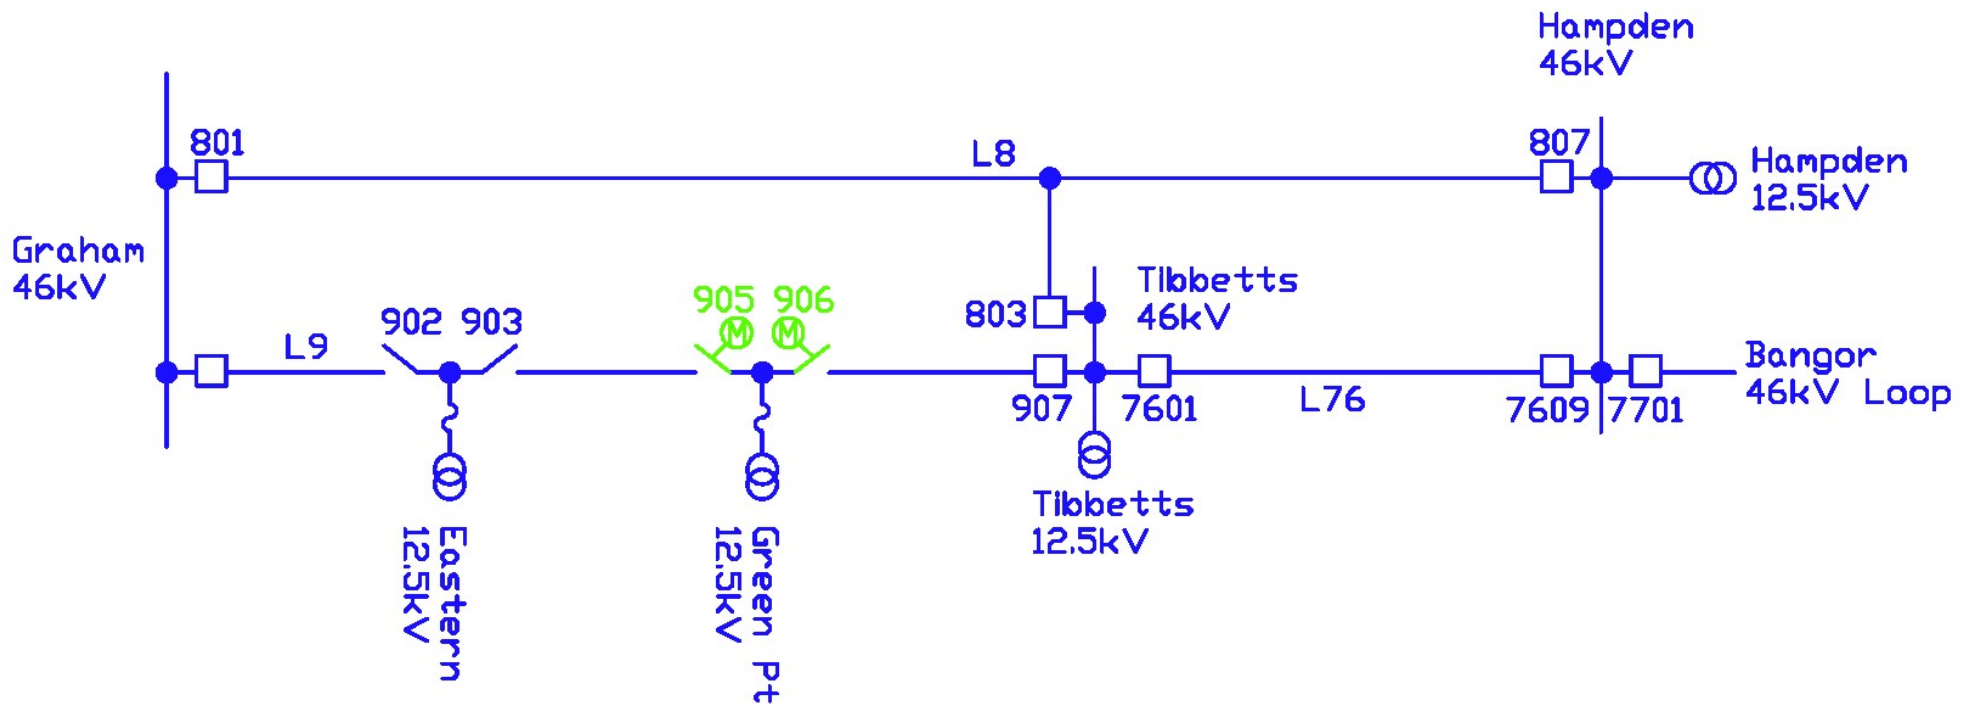 Hampden
46kV
801
L8
807
Hampden
12.5kV
Graham
46kV
905 906
Tibbetts
46kV
803
902 903
L9
M
M
Bangor
46kV Loop
907
7601
L76
7609
7701
Tibbetts
12.5kV
Eastern
12.5kV
Green Pt
12.5kV